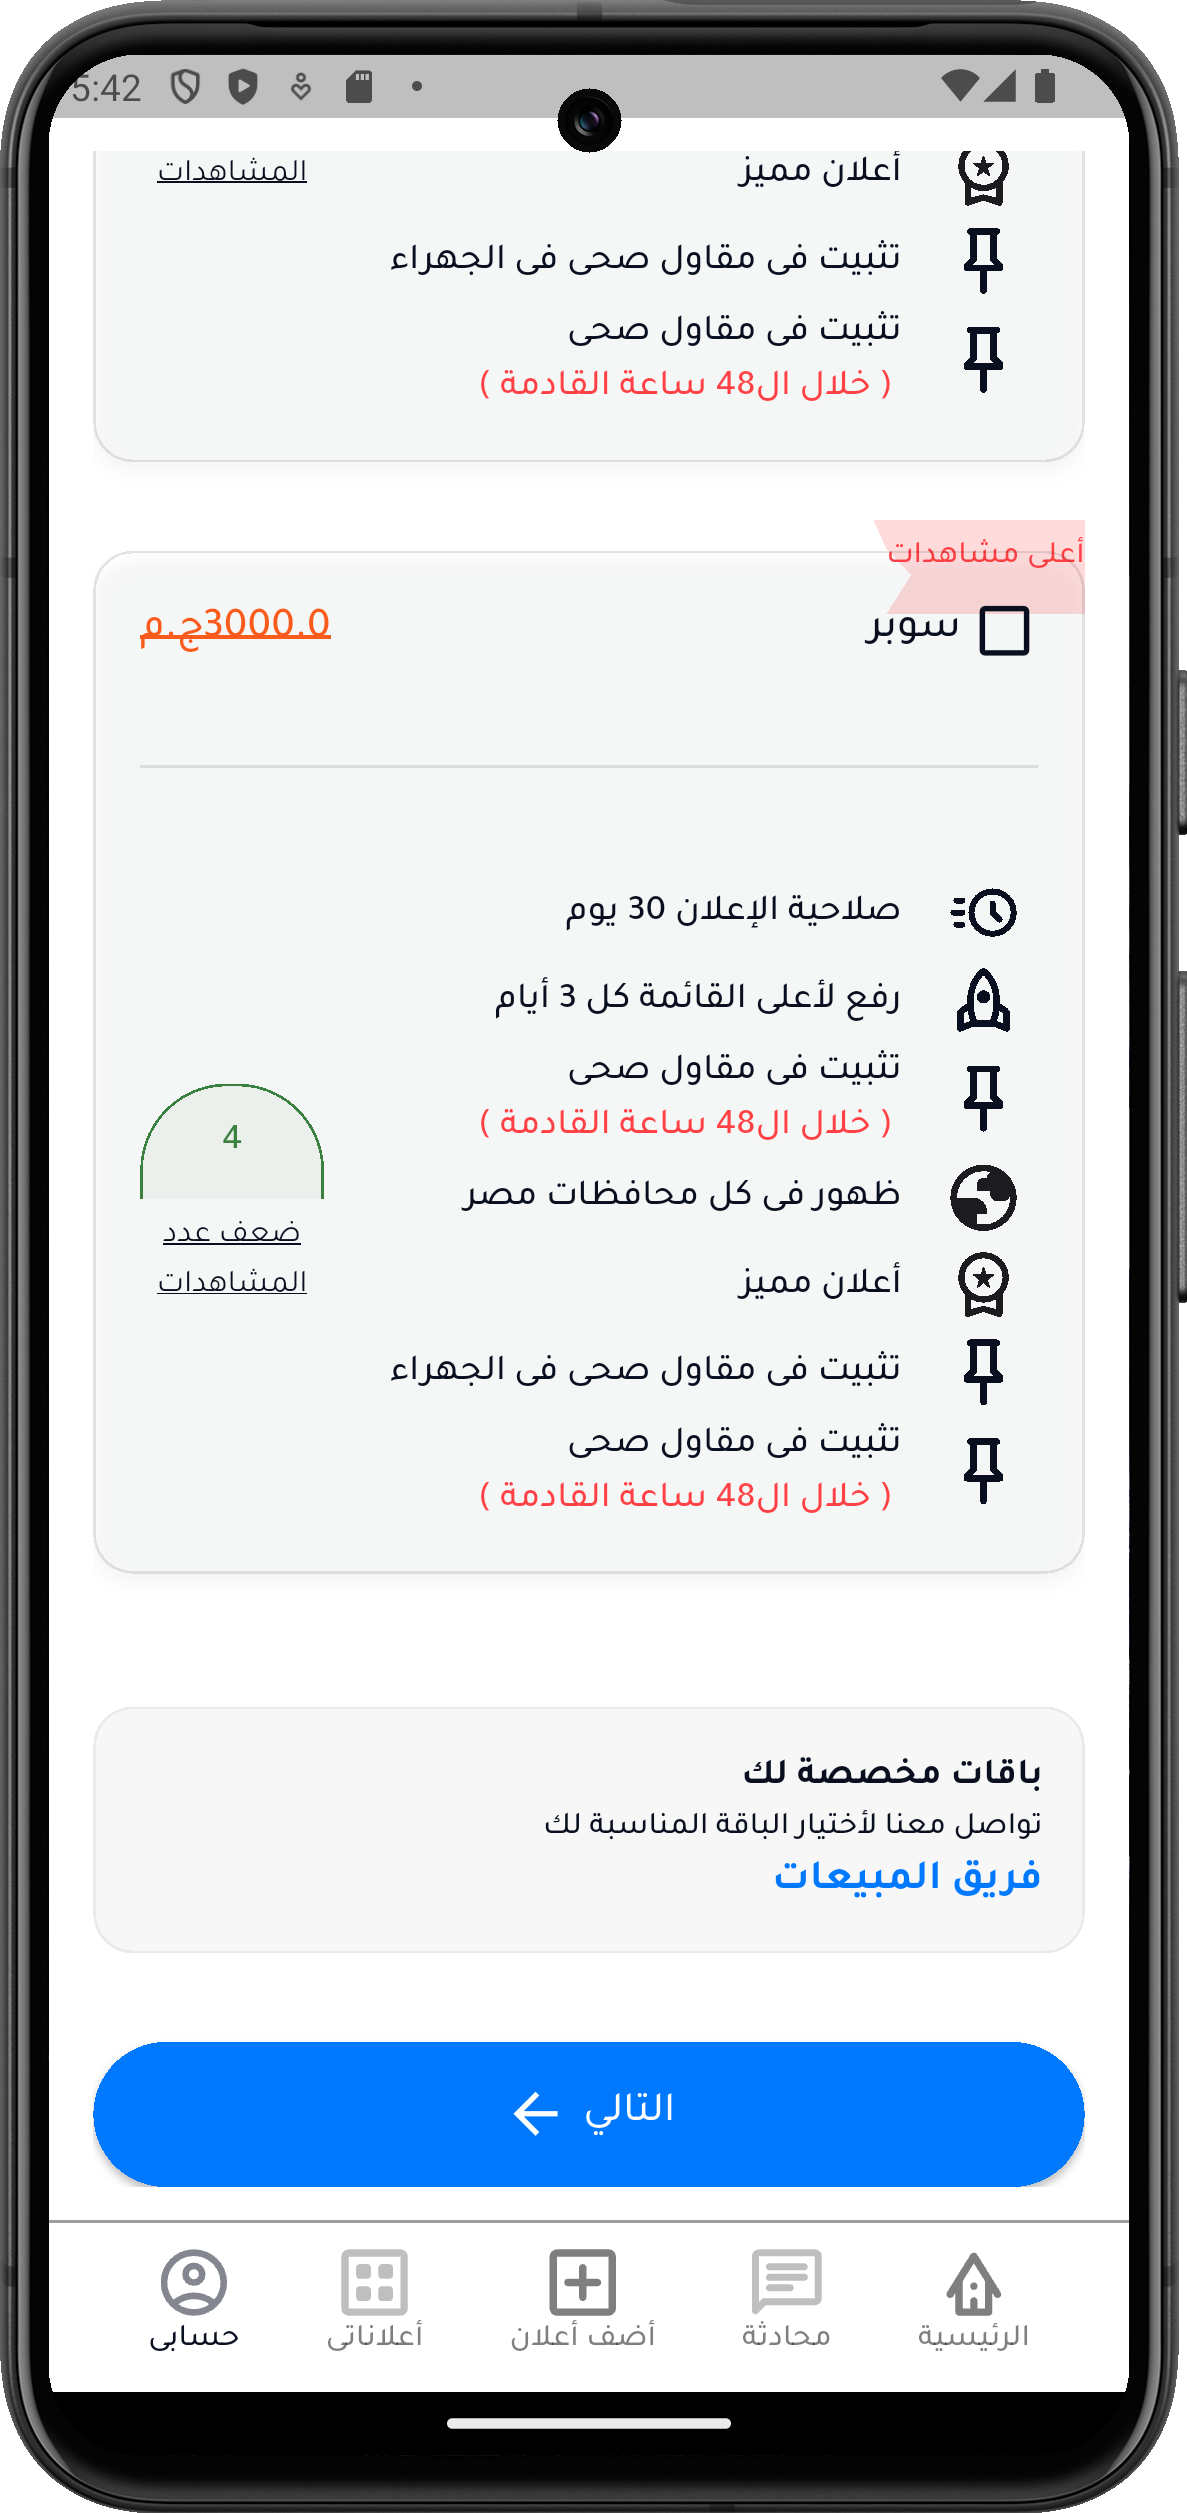 5:42
أعلان مميز
المشاهدات
تثبيت فى مقاول صحى فى الجهراء
تثبيت فى مقاول صحى
( خلال ال48 ساعة القادمة )
أعلى مشاهدات
سوبر
3000.0ج.م
صلاحية الإعلان 30 يوم
رفع لأعلى القائمة كل 3 أيام
تثبيت فى مقاول صحى
( خلال ال48 ساعة القادمة )
4
ظهور فى كل محافظات مصر
ضعف عدد
المشاهدات
أعلان مميز
تثبيت فى مقاول صحى فى الجهراء
تثبيت فى مقاول صحى
( خلال ال48 ساعة القادمة )
باقات مخصصة لك
تواصل معنا لأختيار الباقة المناسبة لك
فريق المبيعات
التالي
الرئيسية
محادثة
أضف أعلان
أعلاناتى
حسابى